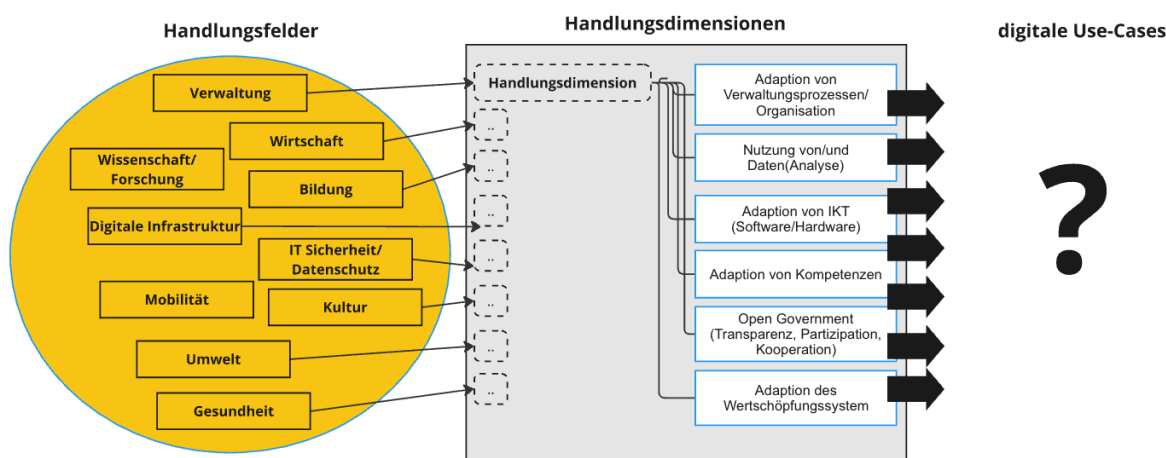 Handlungsfelder
Handlungsdimensionen
digitale Use-Cases
Verwaltung
Wirtschaft
Wissenschaft/
Forschung
Bildung
Digitale Infrastruktur
IT Sicherheit/
Datenschutz
Mobilität
Kultur
Umwelt
Gesundheit
Handlungsdimension
..
..
..
..
..
..
..
Adaption von
Verwaltungsprozessen/
Organisation
Nutzung von/und
Daten(Analyse)
Adaption von IKT
(Software/Hardware)
Adaption von Kompetenzen
Open Government
(Transparenz, Partizipation,
Kooperation)
Adaption des
Wertschöpfungssystem
?